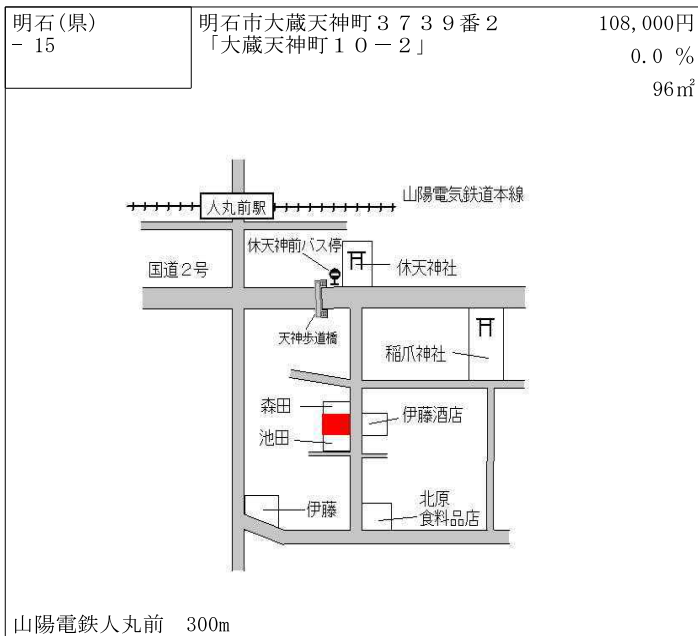 明石(県)
- 15
明石市大蔵天神町３７３９番２
「大蔵天神町１０－２」
108,000円
0.0 %
96㎡
山陽電気鉄道本線
人丸前駅
休天神前バス停
国道２号
休天神社
天神歩道橋
稲爪神社
森田
伊藤酒店
池田
伊藤
北原
食料品店
山陽電鉄人丸前　300m